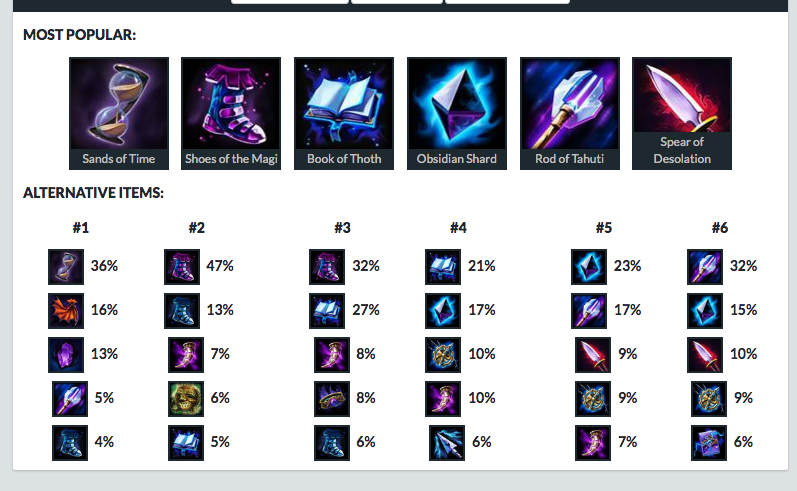 MOST POPULAR:
Sands of Time
Shoes of the Magi
Book of Thoth
Obsidian Shard
Rod of Tahuti
Spear of
Desolation
ALTERNATIVE ITEMS:
#1 #2 #3 #4 #5 #6
36% 47% 32% 21% 23% 32%
16% 13% 27% 17% 17% 15%
13% 7% 8% 10% 9% 10%
5% 6% 8% 10% 9% 9%
4% 5% 6% 6% 7% 6%